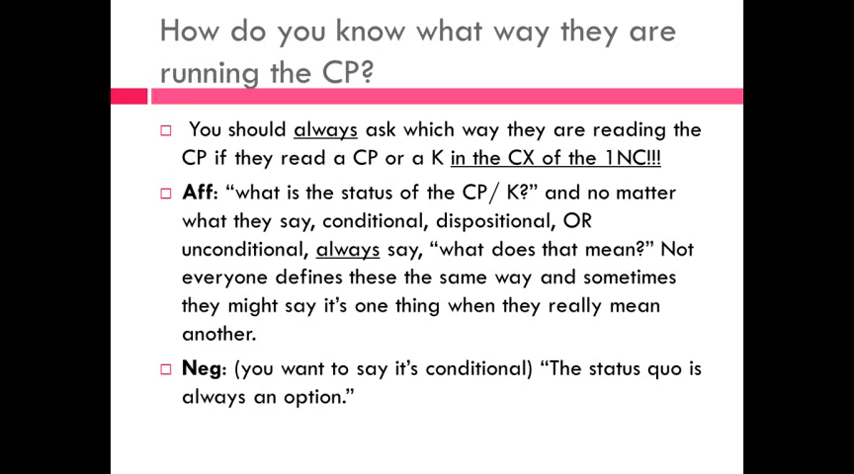 How do you know what way they are
running the CP?
You should always ask which way they are reading the
CP if they read a CP or a K in the CX of the 1NC!!!
Aff: “what is the status of the CP/ K?” and no matter
what they say, conditional, dispositional, OR
unconditional, always say, “what does that mean?” Not
everyone defines these the same way and sometimes
they might say it’s one thing when they really mean
another.
Neg: (you want to say it’s conditional) “The status quo is
always an option.”